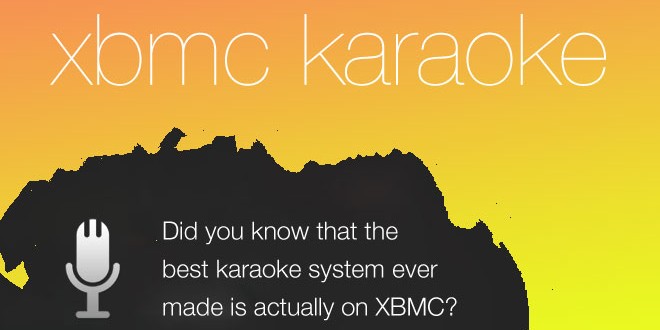 xbmc karaoke
Did you know that the
best karaoke system ever
made is actually on XBMC?